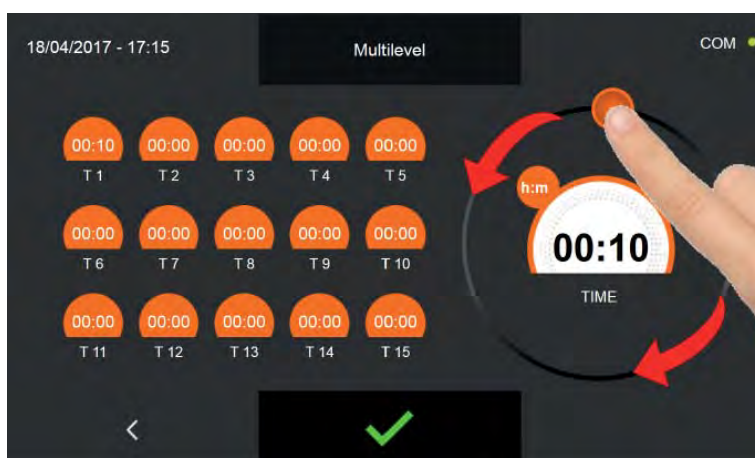 18/04/2017 - 17:15 Multilevel COM
00:10 00:00 00:00 00:00 00:00
T 1 T 2 T 3 T 4 T 5
00:00 00:00 00:00 00:00 00:00
T 6 T 7 T 8 T 9 T 10
00:00 00:00 00:00 00:00 00:00
T 11 T 12 T 13 T 14 T 15
h:m
00:10
TIME